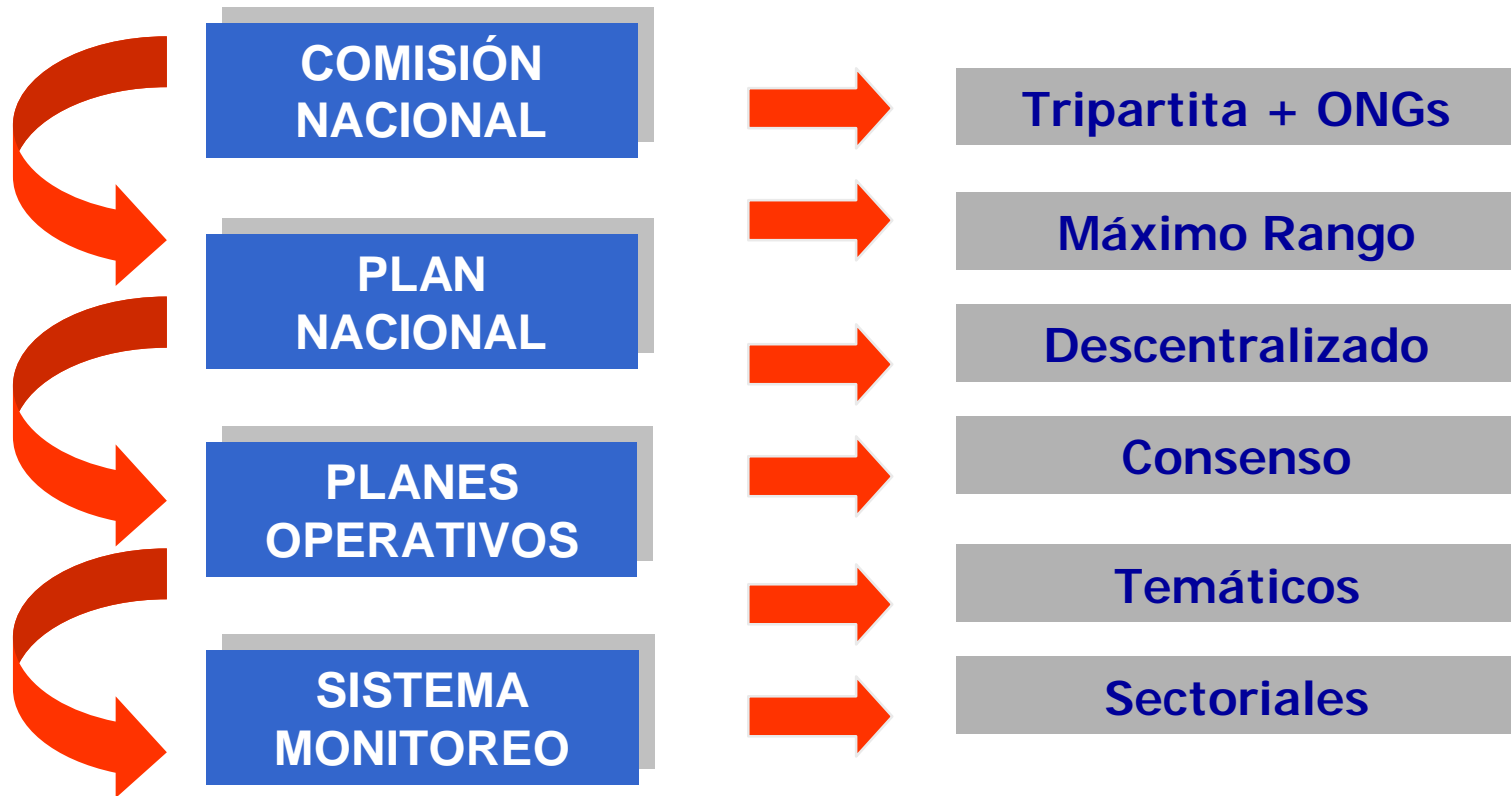 COMISIÓN
NACIONAL
PLAN
NACIONAL
PLANES
OPERATIVOS
SISTEMA
MONITOREO
Tripartita + ONGs
Máximo Rango
Descentralizado
Consenso
Temáticos
Sectoriales